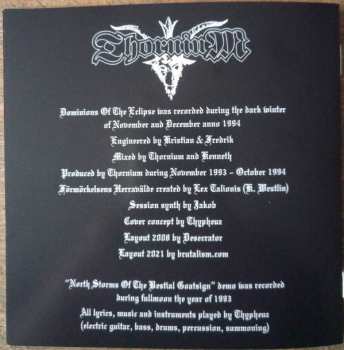 Thornium
Dominions Of The Eclipse was recorded during the dark winter
of November and December anno 1994
Engineered by Kristian & Fredrik
Mixed by Thornium and Kenneth
Produced by Thornium during November 1993 - October 1994
Förmörkelsens Herravälde created by Lex Talionis (R. Westlin)
Session synth by Jakob
Cover concept by Thypheuz
Layout 2008 by Desecrator
Layout 2021 by brutalism.com
"North Storms Of The Bestial Goatsign" demo was recorded
during fullmoon the year of 1993
All lyrics, music and instruments played by Thypheuz
(electric guitar, bass, drums, percussion, summoning)